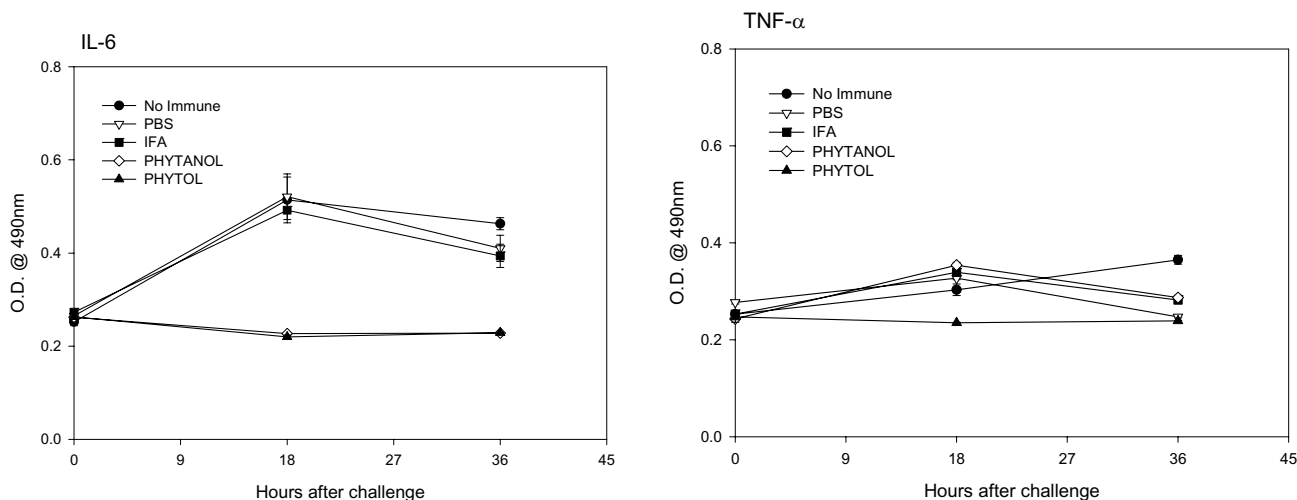 IL-6
0.8
0.6
0.4
0.2
0.0
O.D. @ 490nm
No Immune
PBS
IFA
PHYTANOL
PHYTOL
0 9 18 27 36 45
Hours after challenge
TNF-α
0.8
0.6
0.4
0.2
0.0
O.D. @ 490nm
No Immune
PBS
IFA
PHYTANOL
PHYTOL
0 9 18 27 36 45
Hours after challenge